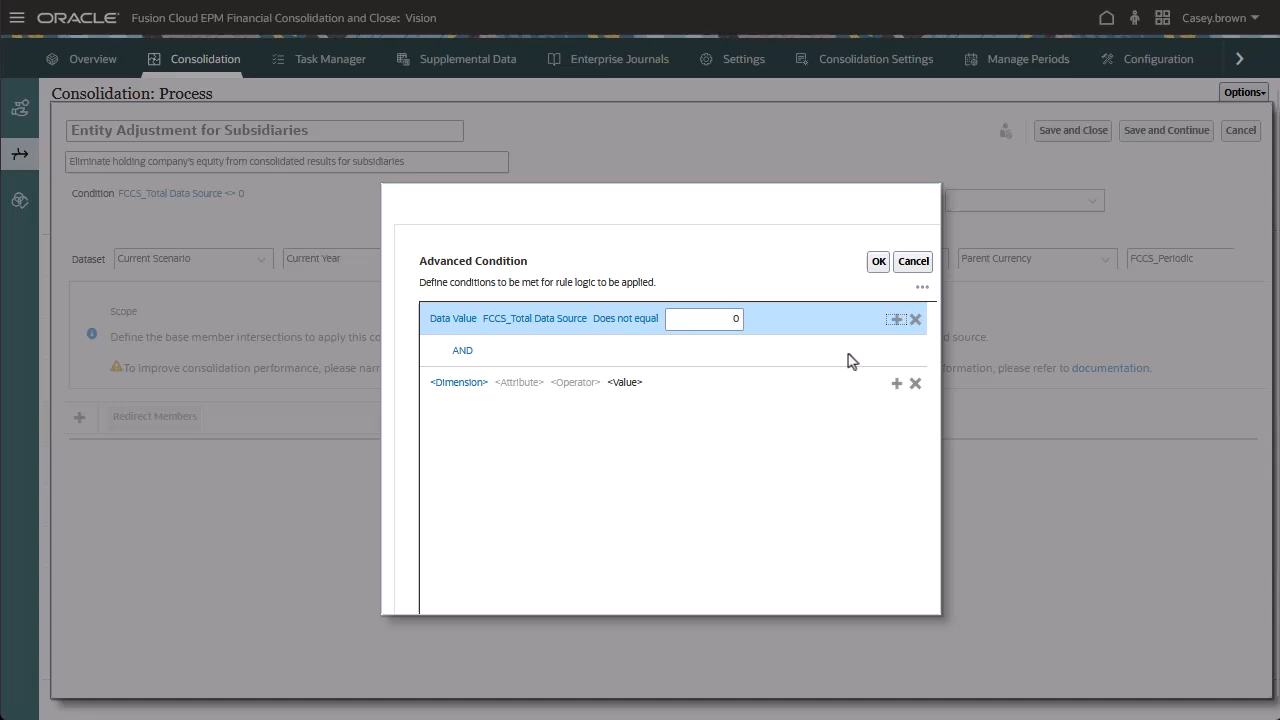 ORACLE Fusion Cloud EPM Financial Consolidation and Close: Vision Casey.brown
Overview Consolidation Task Manager Supplemental Data Enterprise Journals Settings Consolidation Settings Manage Periods Configuration
Consolidation: Process Options
Entity Adjustment for Subsidiaries Save and Close Save and Continue Cancel
Eliminate holding company's equity from consolidated results for subsidiaries
Condition FCCS_Total Data Source <> 0
Dataset Current Scenario Current Year Parent Currency FCCS_Periodic
Scope
Define the base member intersections to apply this co d source.
To improve consolidation performance, please narr formation, please refer to documentation.
Redirect Members
Advanced Condition OK Cancel
Define conditions to be met for rule logic to be applied.
Data Value FCCS_Total Data Source Does not equal 0
AND
<Dimension> <Attribute> <Operator> <Value>